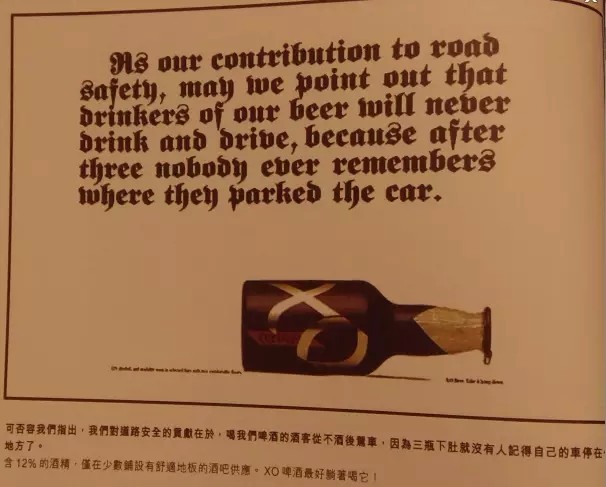 As our contribution to road
safety, may we point out that
drinkers of our beer will never
drink and drive, because after
three nobody ever remembers
where they parked the car.
XO
可否容我們指出，我們對道路安全的貢獻在於，喝我們啤酒的酒客從不酒後駕車，因為三瓶下肚就沒有人記得自己的車停在
地方了。
含 12% 的酒精，僅在少數鋪設有舒適地板的酒吧供應。XO 啤酒最好躺著喝它！